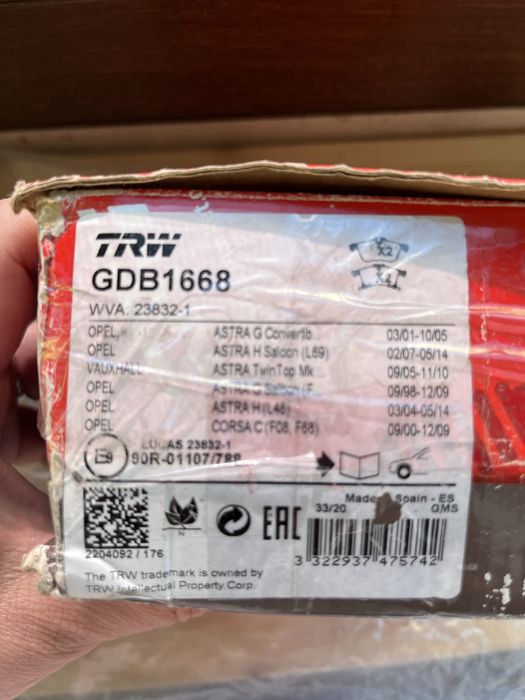 TRW
GDB1668
X2
X2
WVA: 23832-1
OPEL, ASTRA G Convertib 03/01-10/05
OPEL ASTRA H Saloon (L69) 02/07-05/14
VAUXHALL ASTRA TwinTop Mk 09/05-11/10
OPEL ASTRA G Saloon (F 09/98-12/09
OPEL ASTRA H (L48) 03/04-05/14
OPEL CORSA C (F08, F68) 09/00-12/09
LUCAS 23832-1
90R-01107/788
Made in Spain - ES
33/20 GMS
2204092 / 176
N
EAC
3 322937 475742
The TRW trademark is owned by
TRW Intellectual Property Corp.